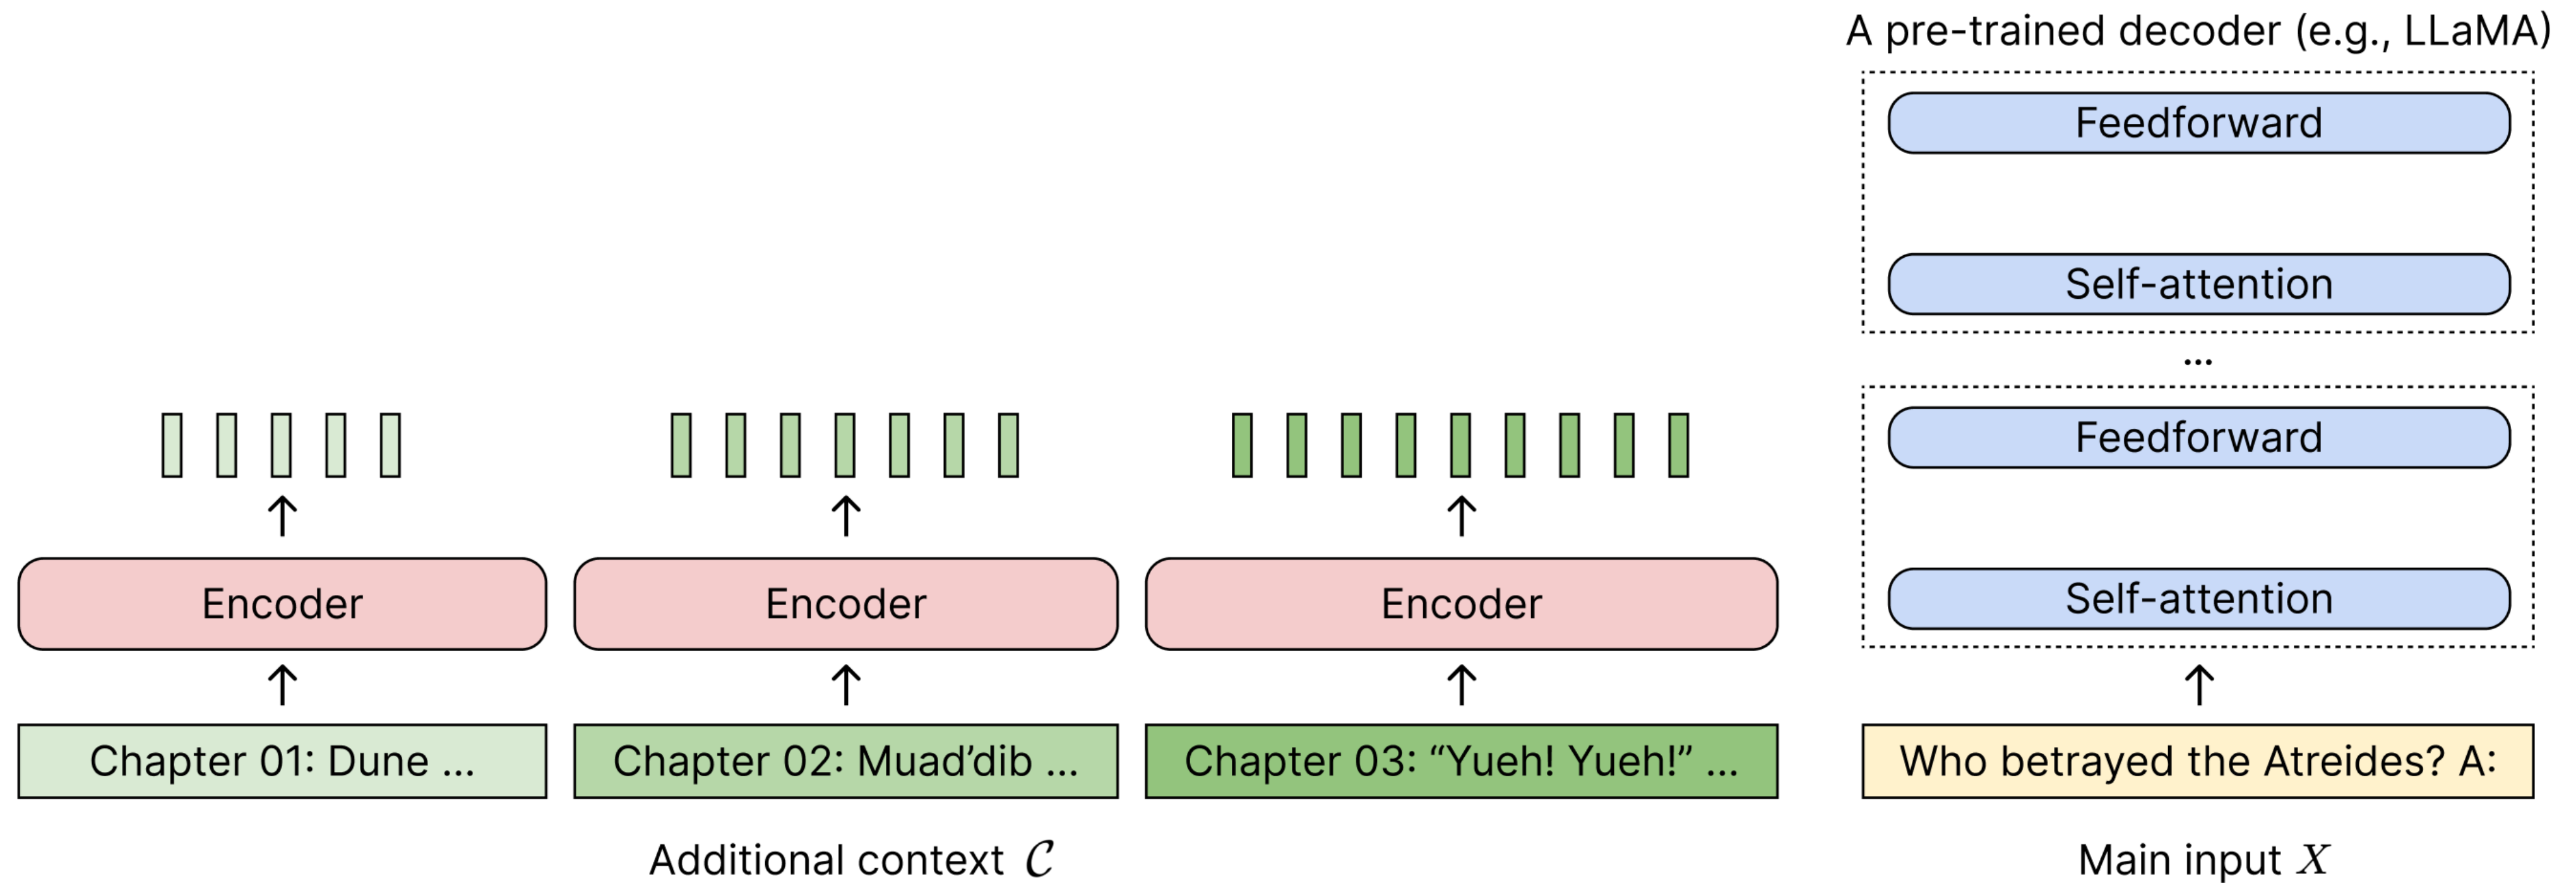 A pre-trained decoder (e.g., LLaMA)
Feedforward
Self-attention
...
Feedforward
Self-attention
Encoder
Encoder
Encoder
Chapter 01: Dune ...
Chapter 02: Muad’dib ...
Chapter 03: “Yueh! Yueh!” ...
Who betrayed the Atreides? A:
Additional context 𝒞
Main input X